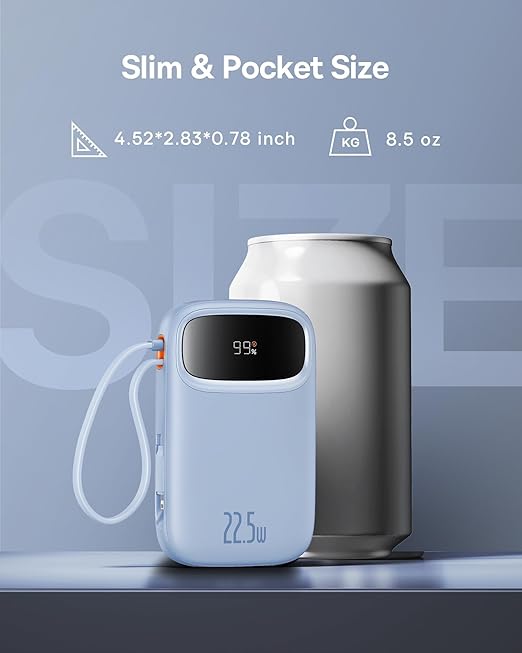 Slim & Pocket Size
4.52*2.83*0.78 inch
KG
8.5 oz
SIZE
99%
22.5W